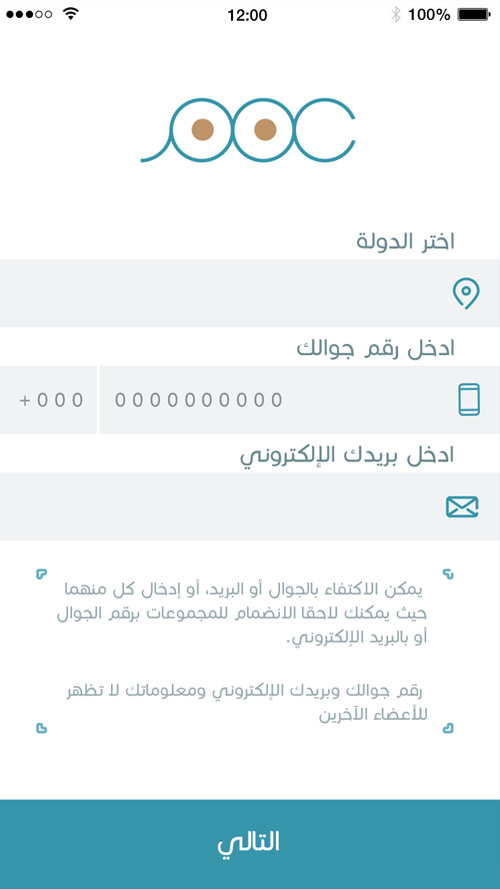 12:00
100%
اختر الدولة
ادخل رقم جوالك
+000 0000000000
ادخل بريدك الإلكتروني
يمكن الاكتفاء بالجوال أو البريد، أو إدخال كل منهما
حيث يمكنك لاحقا الانضمام للمجموعات برقم الجوال
أو بالبريد الإلكتروني.
رقم جوالك وبريدك الإلكتروني ومعلوماتك لا تظهر
للأعضاء الآخرين
التالي